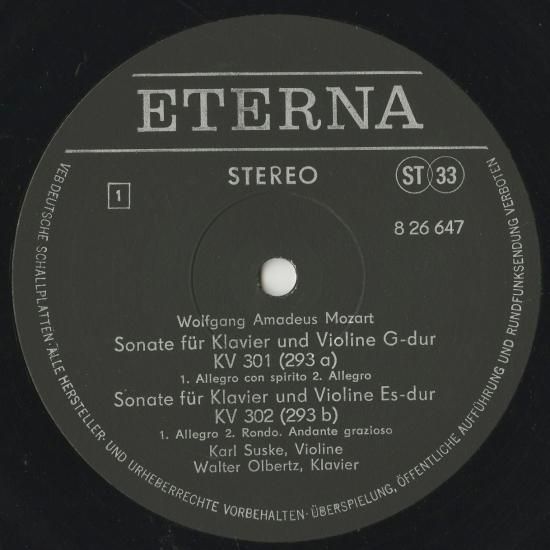 ETERNA
STEREO
ST 33
1
8 26 647
Wolfgang Amadeus Mozart
Sonate für Klavier und Violine G-dur
KV 301 (293 a)
1. Allegro con spirito 2. Allegro
Sonate für Klavier und Violine Es-dur
KV 302 (293 b)
1. Allegro 2. Rondo. Andante grazioso
Karl Suske, Violine
Walter Olbertz, Klavier
VEB DEUTSCHE SCHALLPLATTEN·ALLE HERSTELLER- UND URHEBERRECHTE VORBEHALTEN·ÜBERSPIELUNG, ÖFFENTLICHE AUFFÜHRUNG UND RUNDFUNKSENDUNG VERBOTEN